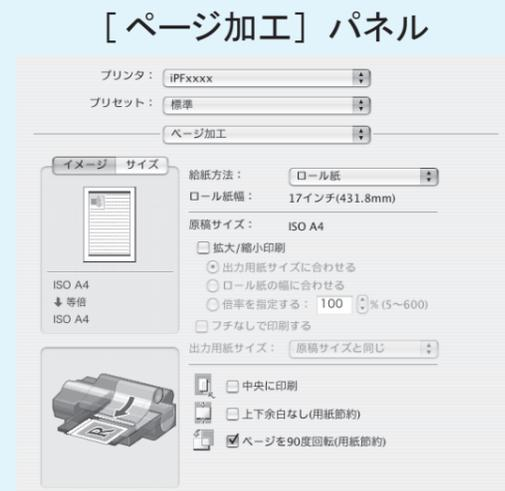 ［ページ加工］パネル
プリンタ： iPFxxxx
プリセット： 標準
ページ加工
イメージ サイズ
給紙方法： ロール紙
ロール紙幅： 17インチ(431.8mm)
原稿サイズ： ISO A4
拡大/縮小印刷
出力用紙サイズに合わせる
ロール紙の幅に合わせる
倍率を指定する： 100 % (5〜600)
フチなしで印刷する
出力用紙サイズ： 原稿サイズと同じ
ISO A4
等倍
ISO A4
中央に印刷
上下余白なし(用紙節約)
ページを90度回転(用紙節約)
R